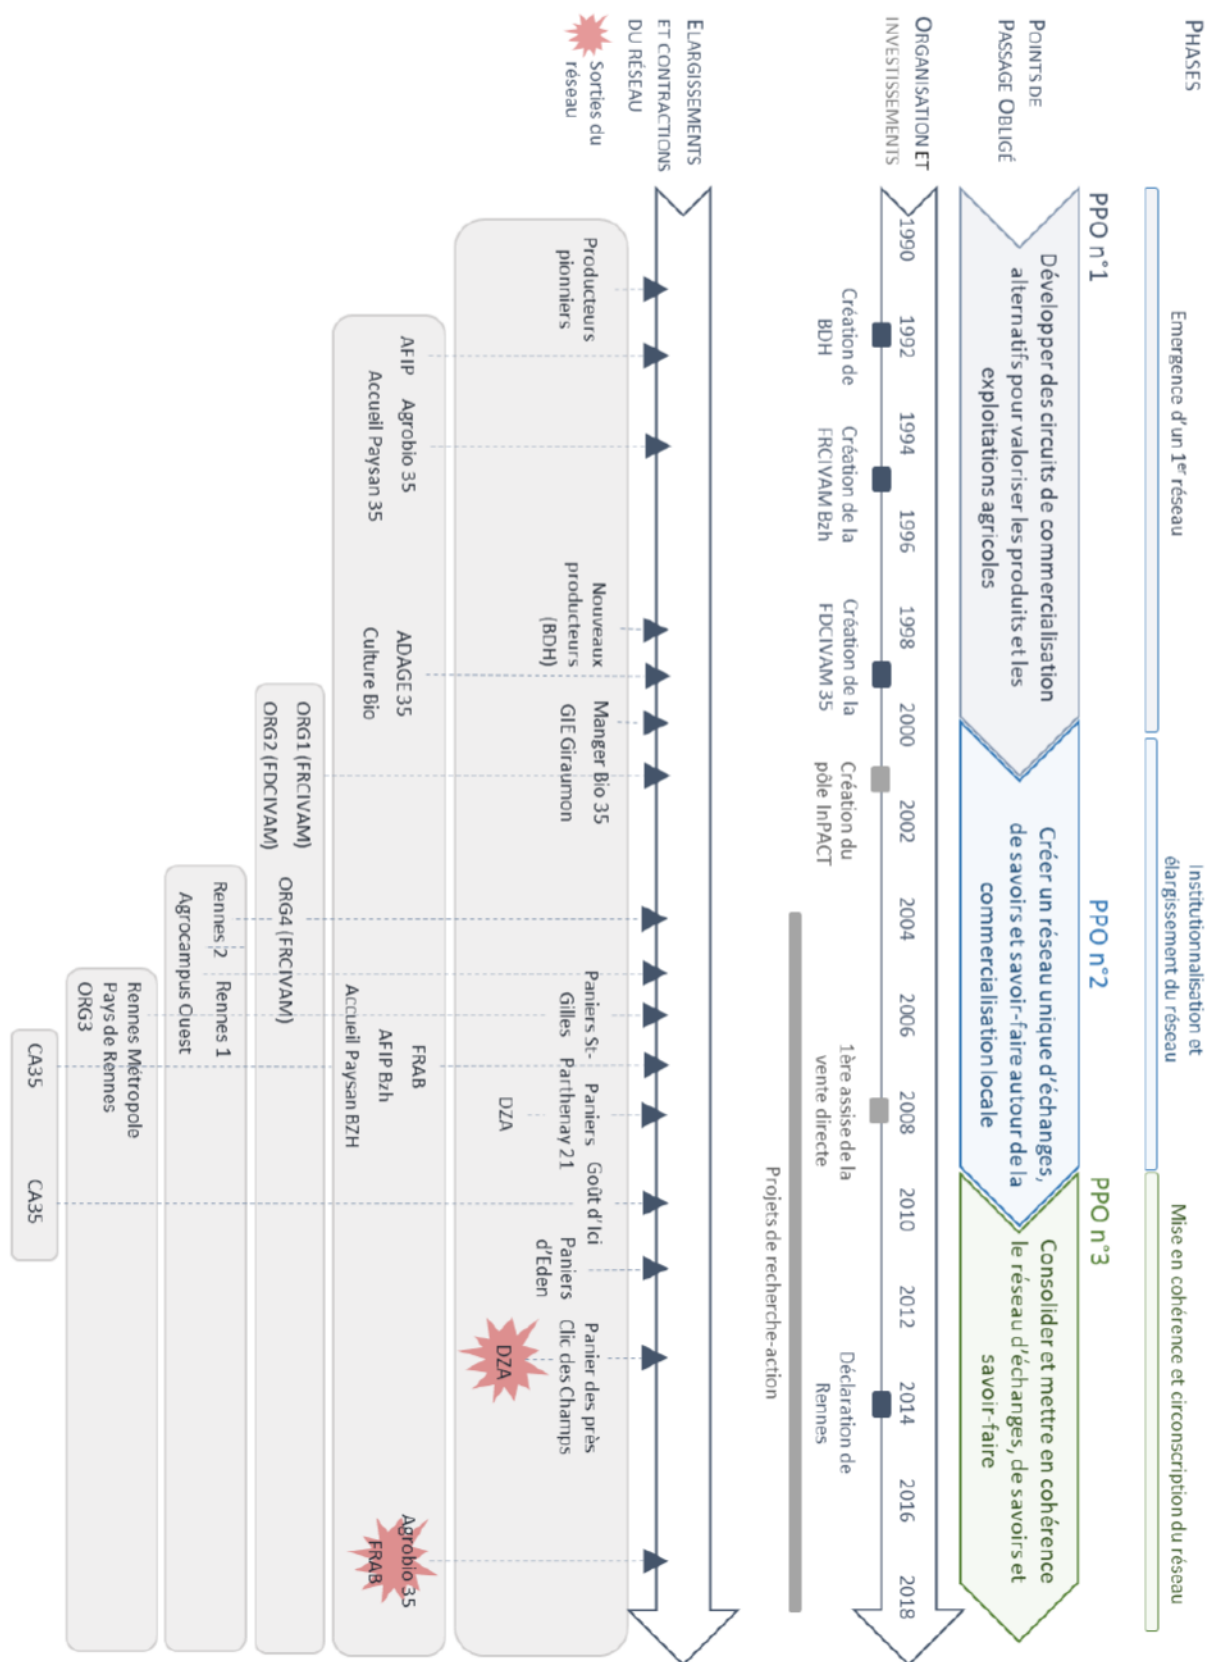 PHASES
Emergence d'un 1er réseau
Institutionnalisation et
élargissement du réseau
Mise en cohérence et circonscription du réseau
POINTS DE
PASSAGE OBLIGÉ
PPO n°1
PPO n°2
PPO n°3
Développer des circuits de commercialisation
alternatifs pour valoriser les produits et les
exploitations agricoles
Créer un réseau unique d'échanges,
de savoirs et savoir-faire autour de la
commercialisation locale
Consolider et mettre en cohérence
le réseau d'échanges, de savoirs et
savoir-faire
ORGANISATION ET
INVESTISSEMENTS
1990 1992 1994 1996 1998 2000 2002 2004 2006 2008 2010 2012 2014 2016 2018
Création de
BDH
Création de la
FRCIVAM Bzh
Création de la
FDCIVAM 35
Création du
pôle InPACT
1ère assise de la
vente directe
Déclaration de
Rennes
Projets de recherche-action
ELARGISSEMENTS
ET CONTRACTIONS
DU RÉSEAU
Sorties du
réseau
Producteurs
pionniers
Nouveaux
producteurs
(BDH)
Manger Bio 35
GIE Giraumon
Paniers St-
Gilles
Paniers
Parthenay 21
DZA
Goût d'Ici
Paniers
d'Eden
Panier des près
Clic des Champs
DZA
AFIP
Agrobio 35
Accueil Paysan 35
ADAGE 35
Culture Bio
FRAB
AFIP Bzh
Accueil Paysan BZH
Agrobio 35
FRAB
ORG1 (FRCIVAM)
ORG2 (FDCIVAM)
ORG4 (FRCIVAM)
Rennes 2
Rennes 1
Agrocampus Ouest
Rennes Métropole
Pays de Rennes
ORG3
CA35
CA35